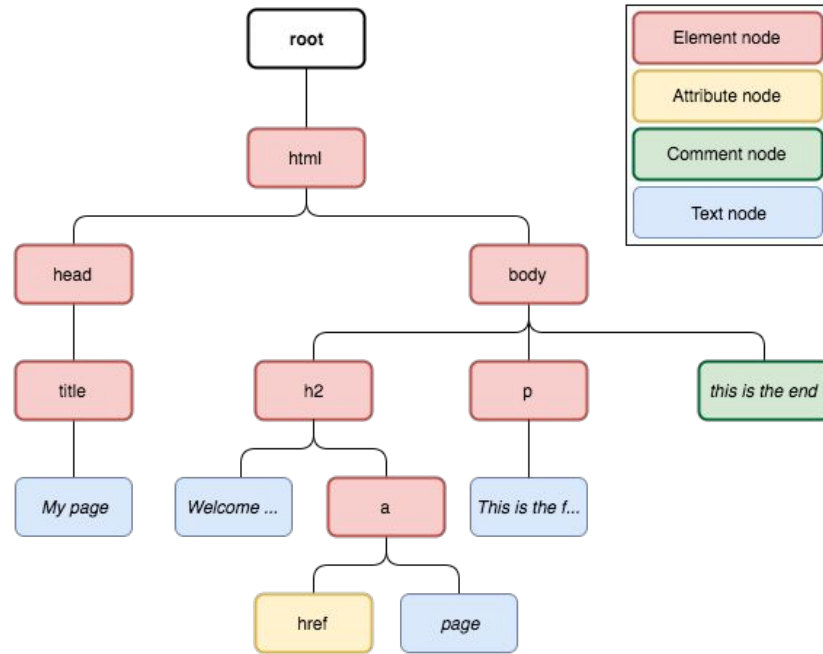 root
Element node
Attribute node
html
Comment node
Text node
head
body
title
h2
p
this is the end
My page
Welcome ...
a
This is the f...
href
page